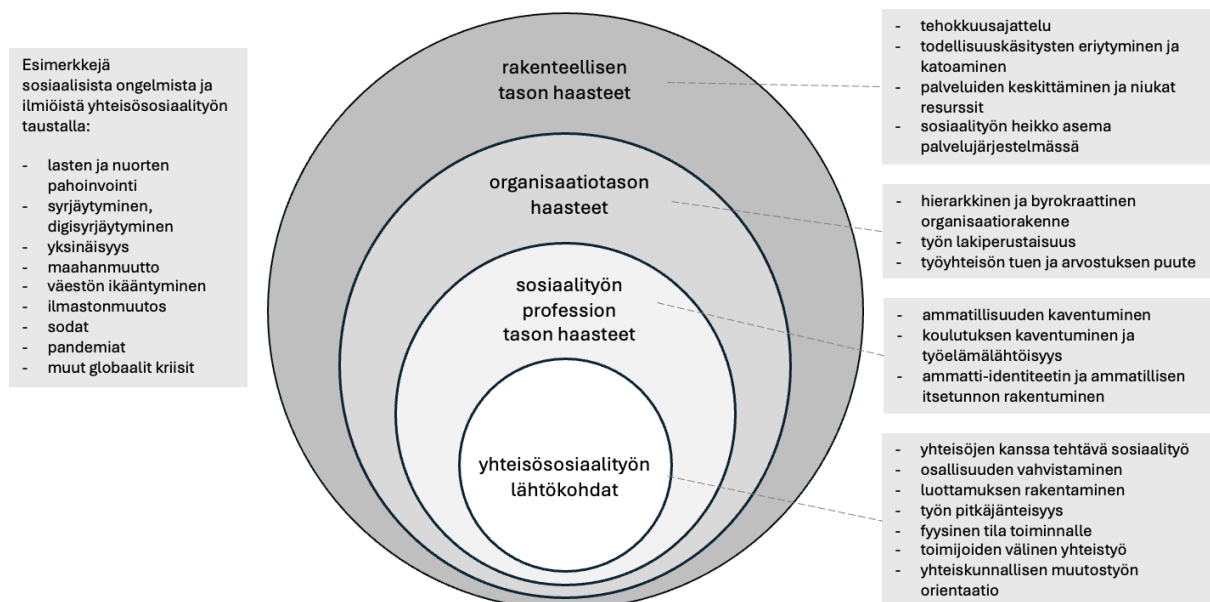 Esimerkkejä
sosiaalisista ongelmista ja
ilmiöistä yhteisösosiaalityön
taustalla:
- lasten ja nuorten
pahoinvointi
- syrjäytyminen,
digisyrjäytyminen
- yksinäisyys
- maahanmuutto
- väestön ikääntyminen
- ilmastonmuutos
- sodat
- pandemiat
- muut globaalit kriisit
rakenteellisen
tason haasteet
organisaatiotason
haasteet
sosiaalityön
profession
tason haasteet
yhteisösosiaalityön
lähtökohdat
- tehokkuusajattelu
- todellisuuskäsitysten eriytyminen ja
katoaminen
- palveluiden keskittäminen ja niukat
resurssit
- sosiaalityön heikko asema
palvelujärjestelmässä
- hierarkkinen ja byrokraattinen
organisaatiorakenne
- työn lakiperustaisuus
- työyhteisön tuen ja arvostuksen puute
- ammatillisuuden kaventuminen
- koulutuksen kaventuminen ja
työelämälähtöisyys
- ammatti-identiteetin ja ammatillisen
itsetunnon rakentuminen
- yhteisöjen kanssa tehtävä sosiaalityö
- osallisuuden vahvistaminen
- luottamuksen rakentaminen
- työn pitkäjänteisyys
- fyysinen tila toiminnalle
- toimijoiden välinen yhteistyö
- yhteiskunnallisen muutostyön
orientaatio